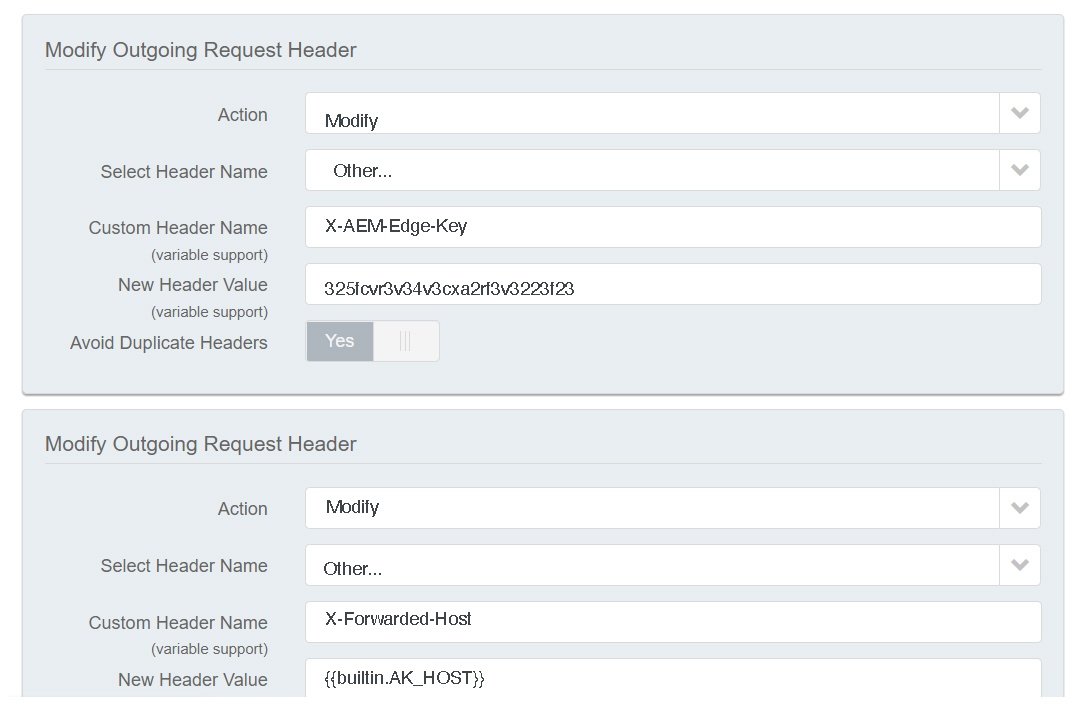 Modify Outgoing Request Header
Action Modify
Select Header Name Other...
Custom Header Name X-AEM-Edge-Key
(variable support)
New Header Value 325fcvr3v34v3cxa2rf3v3223f23
(variable support)
Avoid Duplicate Headers Yes
Modify Outgoing Request Header
Action Modify
Select Header Name Other...
Custom Header Name X-Forwarded-Host
(variable support)
New Header Value {{builtin.AK_HOST}}